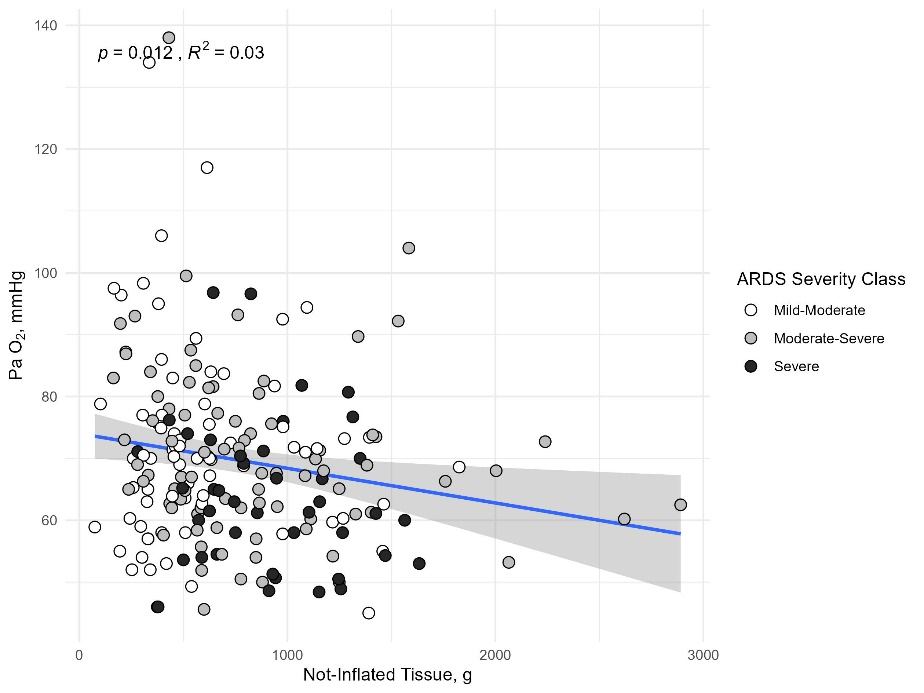 140
p = 0.012 , R² = 0.03
120
100
80
60
Pa O₂, mmHg
0 1000 2000 3000
Not-Inflated Tissue, g
ARDS Severity Class
Mild-Moderate
Moderate-Severe
Severe